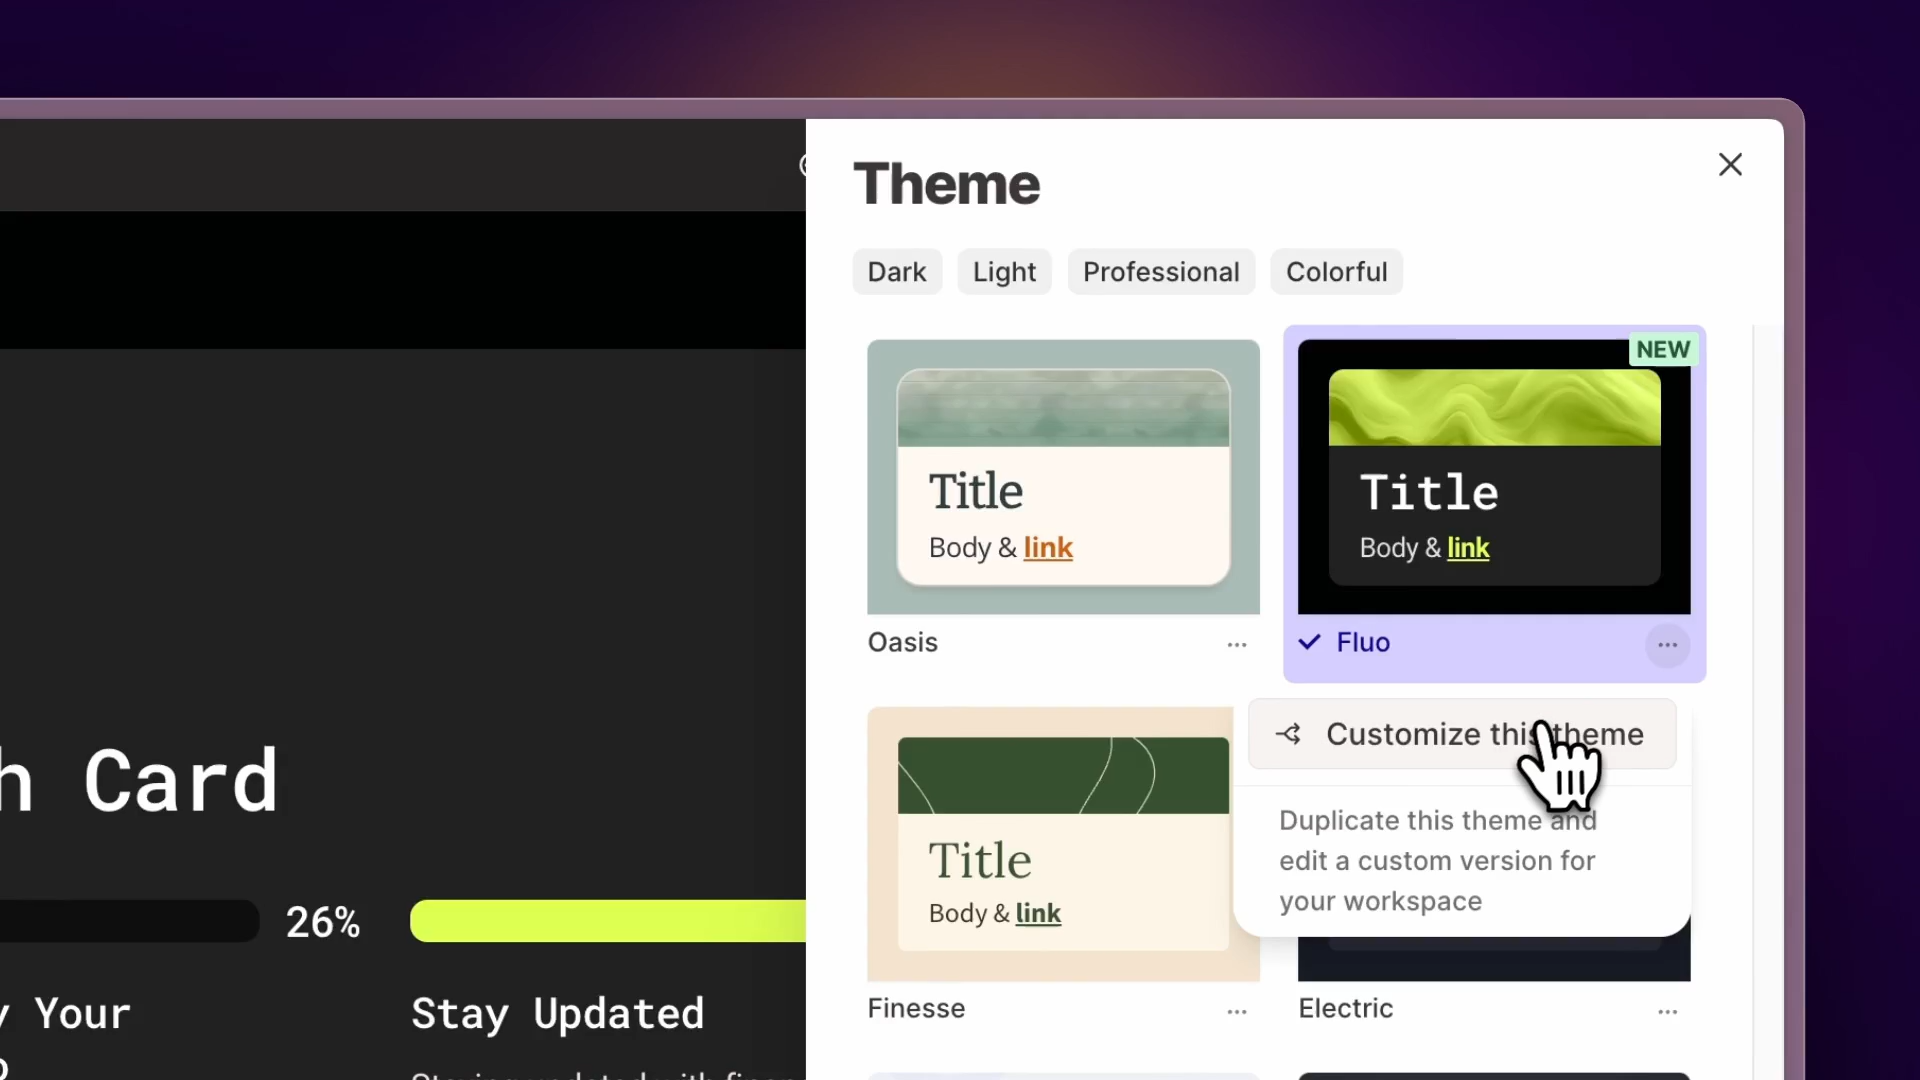 Theme
Dark
Light
Professional
Colorful
NEW
Title
Body & link
Title
Body & link
Oasis
Fluo
Customize this theme
Duplicate this theme and
edit a custom version for
your workspace
Title
Body & link
Finesse
Electric
Card
26%
Your
Stay Updated